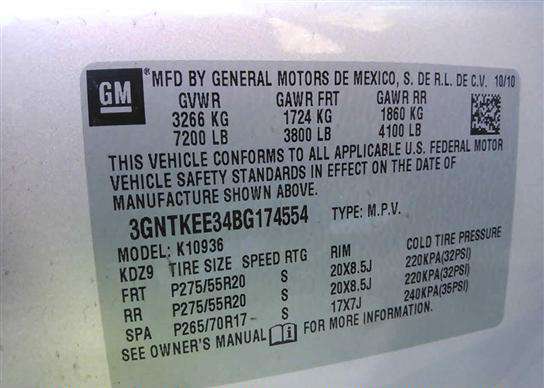 GM ® MFD BY GENERAL MOTORS DE MEXICO, S. DE R.L. DE C.V. 10/10
GVWR GAWR FRT GAWR RR
3266 KG 1724 KG 1860 KG
7200 LB 3800 LB 4100 LB
THIS VEHICLE CONFORMS TO ALL APPLICABLE U.S. FEDERAL MOTOR
VEHICLE SAFETY STANDARDS IN EFFECT ON THE DATE OF
MANUFACTURE SHOWN ABOVE.
3GNTKEE34BG174554 TYPE: M.P.V.
MODEL: K10936
KDZ9 TIRE SIZE SPEED RTG RIM COLD TIRE PRESSURE
FRT P275/55R20 S 20X8.5J 220KPA(32PSI)
RR P275/55R20 S 20X8.5J 220KPA(32PSI)
SPA P265/70R17- S 17X7J 240KPA(35PSI)
SEE OWNER'S MANUAL i FOR MORE INFORMATION.